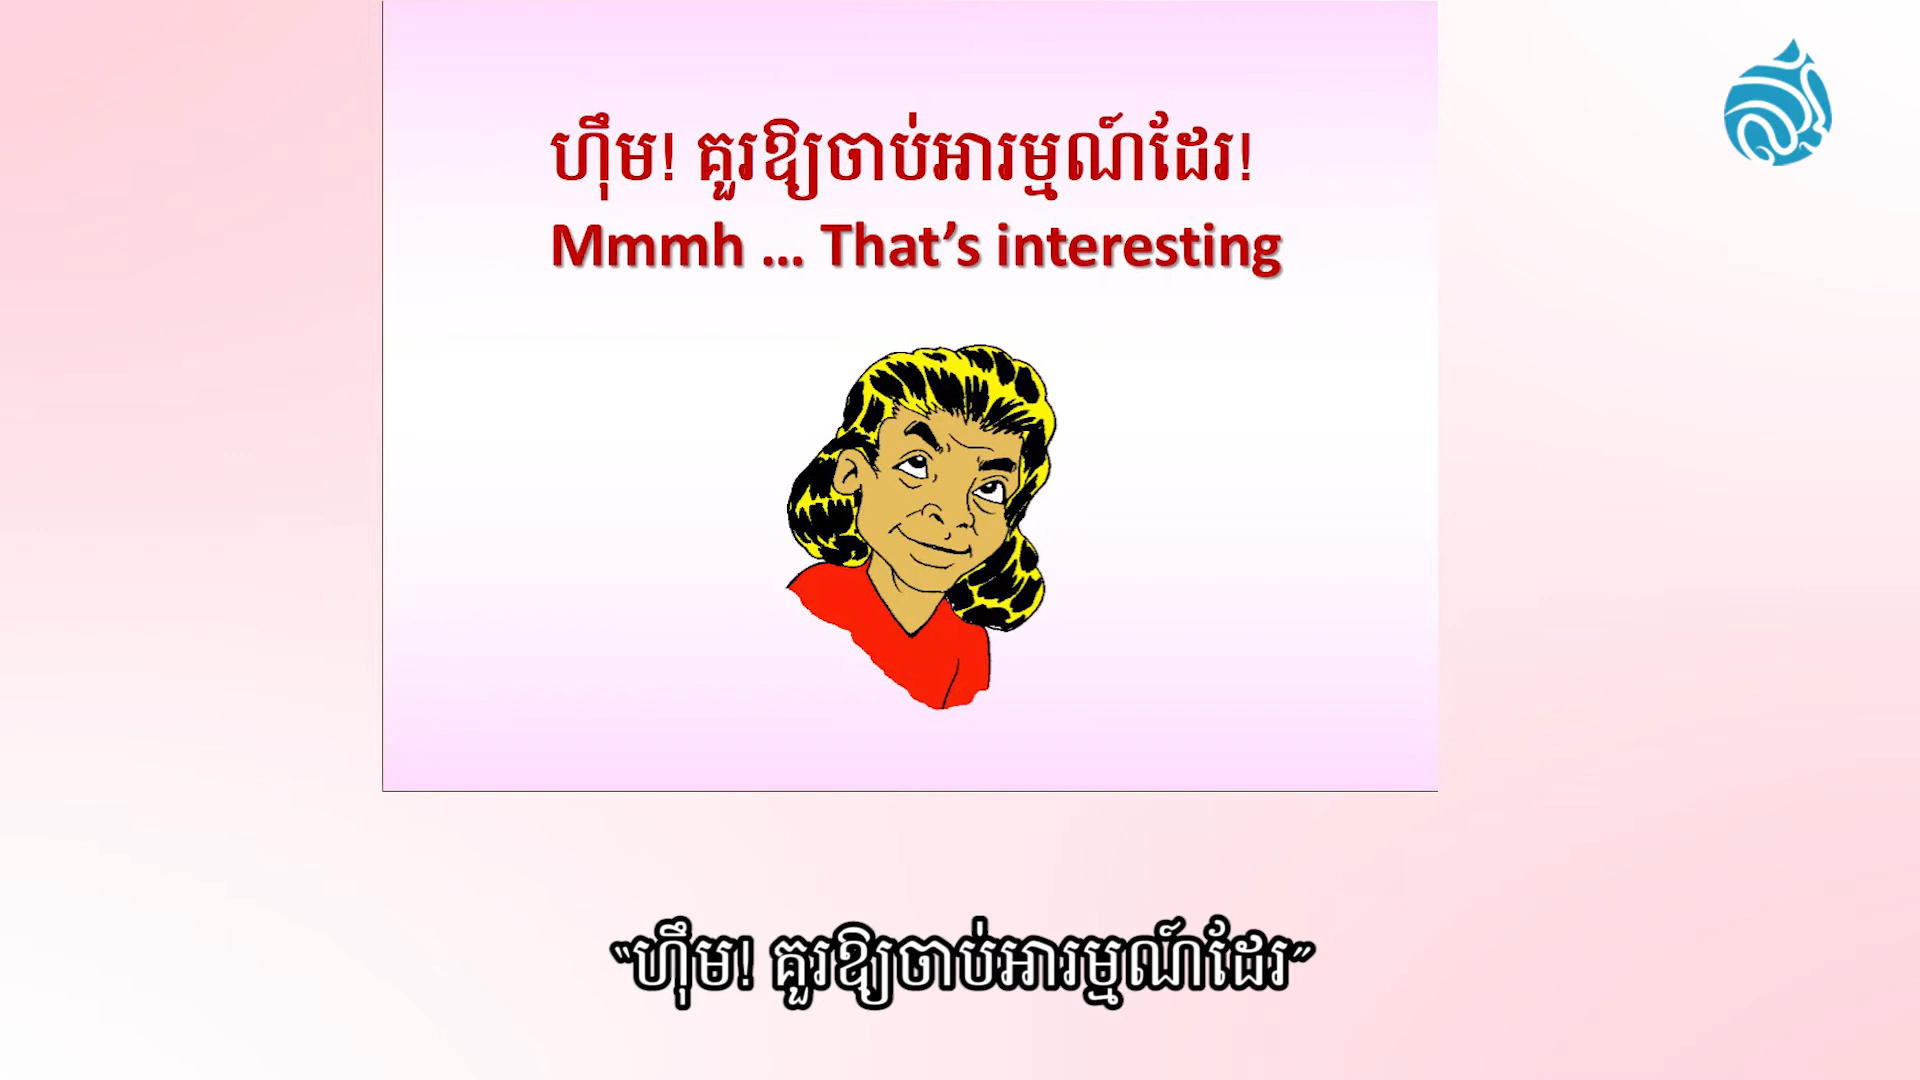 ហ៊ឹម! គួរឱ្យចាប់អារម្មណ៍ដែរ!
Mmmh ... That's interesting
“ហ៊ឹម! គួរឱ្យចាប់អារម្មណ៍ដែរ”